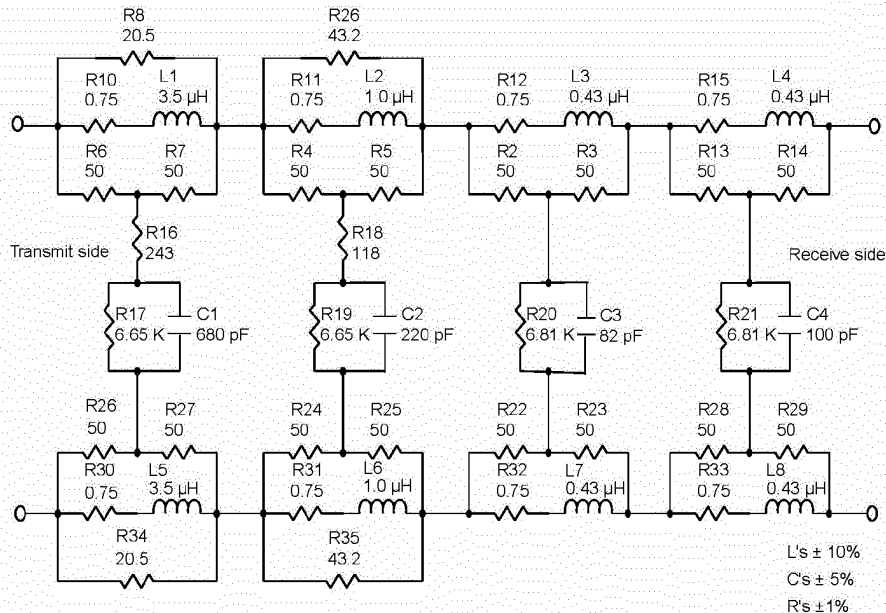 R8
20.5
R26
43.2
R10
0.75
L1
3.5 µH
R11
0.75
L2
1.0 µH
R12
0.75
L3
0.43 µH
R15
0.75
L4
0.43 µH
R6
50
R7
50
R4
50
R5
50
R2
50
R3
50
R13
50
R14
50
Transmit side
R16
243
R18
118
Receive side
R17
6.65 K
C1
680 pF
R19
6.65 K
C2
220 pF
R20
6.81 K
C3
82 pF
R21
6.81 K
C4
100 pF
R26
50
R27
50
R24
50
R25
50
R22
50
R23
50
R28
50
R29
50
R30
0.75
L5
3.5 µH
R31
0.75
L6
1.0 µH
R32
0.75
L7
0.43 µH
R33
0.75
L8
0.43 µH
R34
20.5
R35
43.2
L's ± 10%
C's ± 5%
R's ±1%